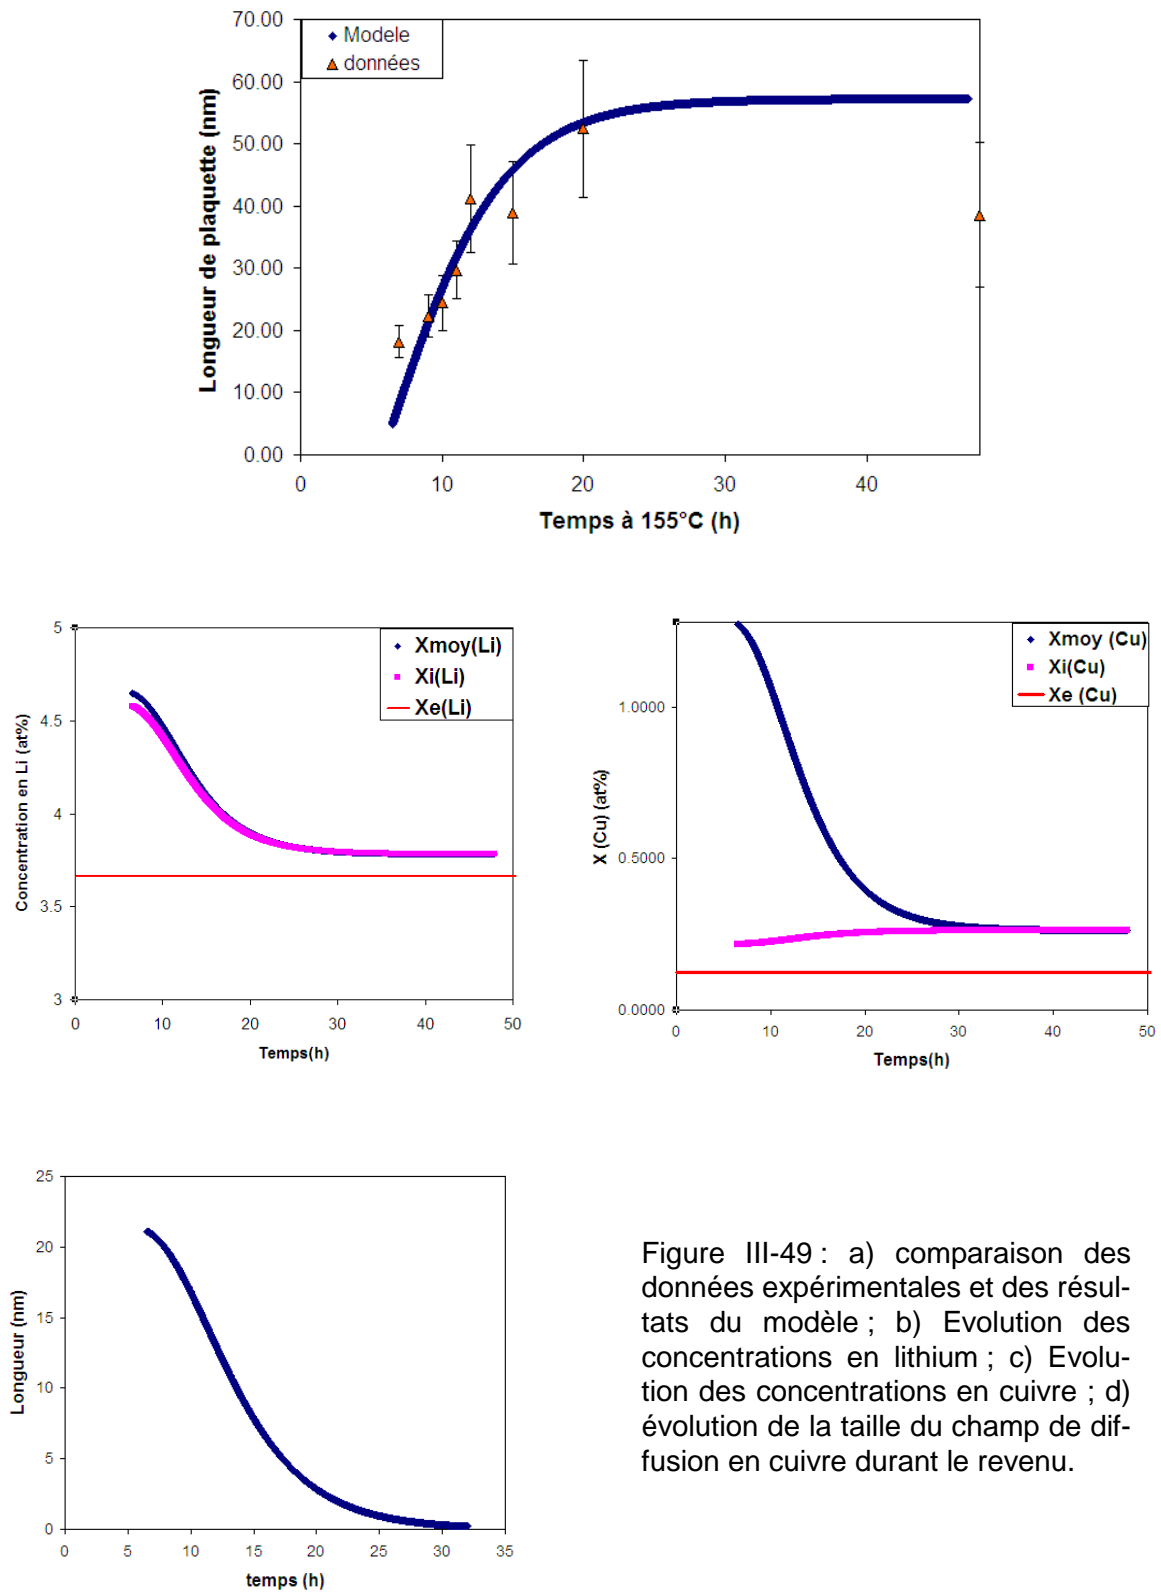 70.00
60.00
50.00
40.00
30.00
20.00
10.00
0.00
Longueur de plaquette (nm)
Modele
données
0 10 20 30 40
Temps à 155°C (h)
5
4.5
4
3.5
3
Concentration en Li (at%)
Xmoy(Li)
Xi(Li)
Xe(Li)
0 10 20 30 40 50
Temps(h)
1.0000
0.5000
0.0000
X (Cu) (at%)
Xmoy (Cu)
Xi(Cu)
Xe (Cu)
0 10 20 30 40 50
Temps(h)
25
20
15
10
5
0
Longueur (nm)
0 5 10 15 20 25 30 35
temps (h)
Figure III-49 : a) comparaison des
données expérimentales et des résul-
tats du modèle ; b) Evolution des
concentrations en lithium ; c) Evolu-
tion des concentrations en cuivre ; d)
évolution de la taille du champ de dif-
fusion en cuivre durant le revenu.